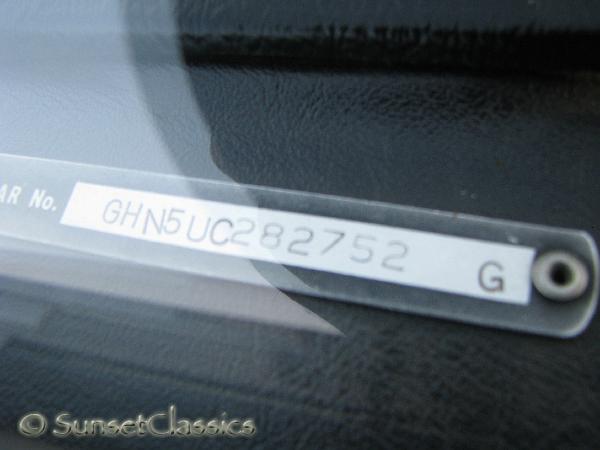 AR No. GHN5UC282752 G
© SunsetClassics